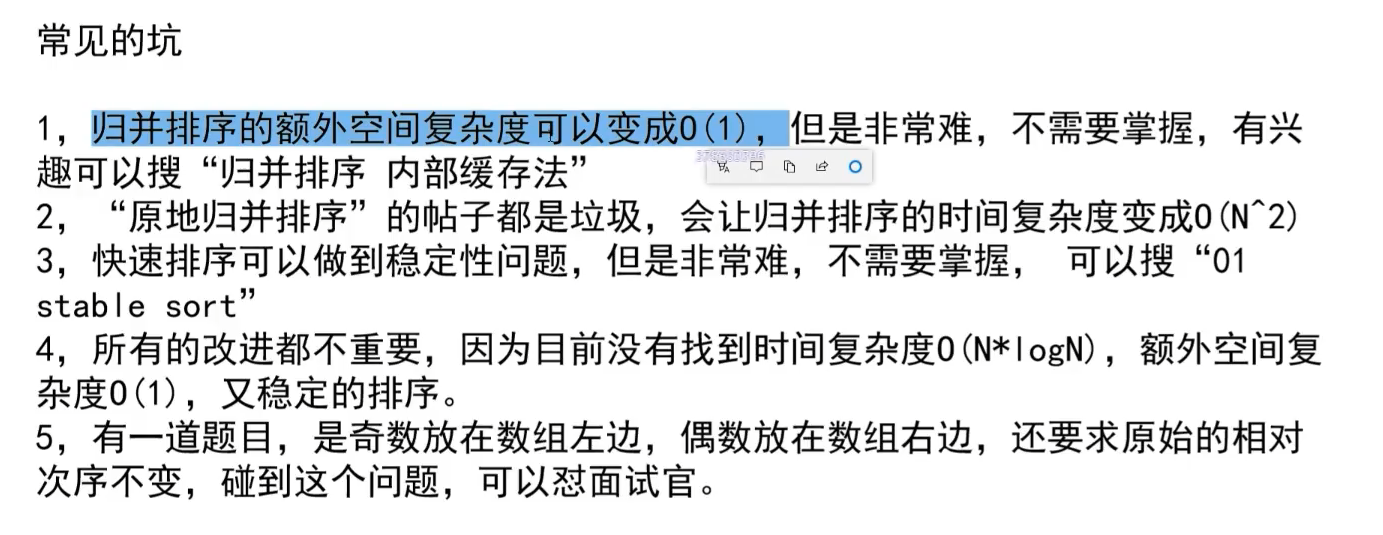 常见的坑
1，归并排序的额外空间复杂度可以变成O(1)，但是非常难，不需要掌握，有兴
趣可以搜“归并排序 内部缓存法”
2，“原地归并排序”的帖子都是垃圾，会让归并排序的时间复杂度变成O(N^2)
3，快速排序可以做到稳定性问题，但是非常难，不需要掌握， 可以搜“01
stable sort”
4，所有的改进都不重要，因为目前没有找到时间复杂度O(N*logN)，额外空间复
杂度O(1)，又稳定的排序。
5，有一道题目，是奇数放在数组左边，偶数放在数组右边，还要求原始的相对
次序不变，碰到这个问题，可以怼面试官。